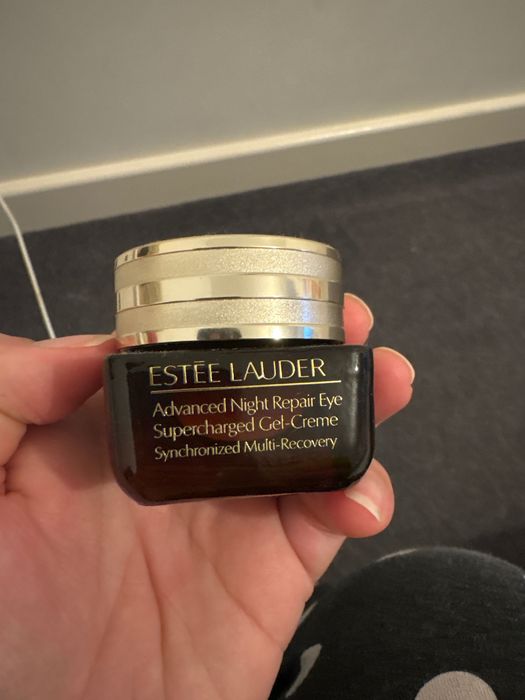 ESTĒE LAUDER
Advanced Night Repair Eye
Supercharged Gel-Creme
Synchronized Multi-Recovery